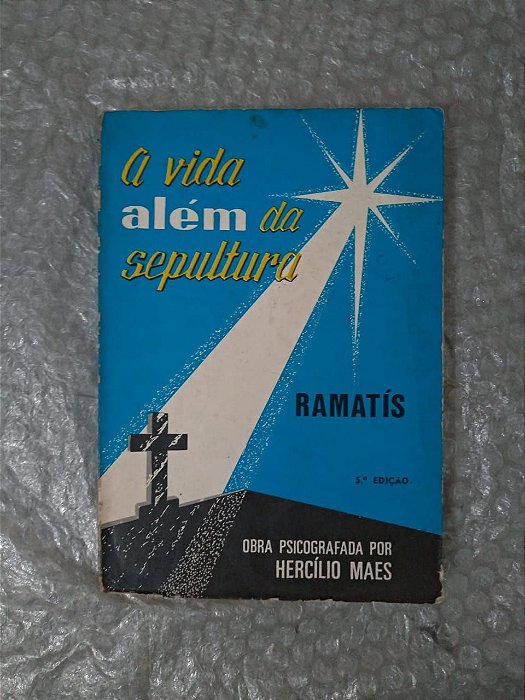 A vida
além da
sepultura
RAMATÍS
5.ª EDIÇÃO
OBRA PSICOGRAFADA POR
HERCÍLIO MAES